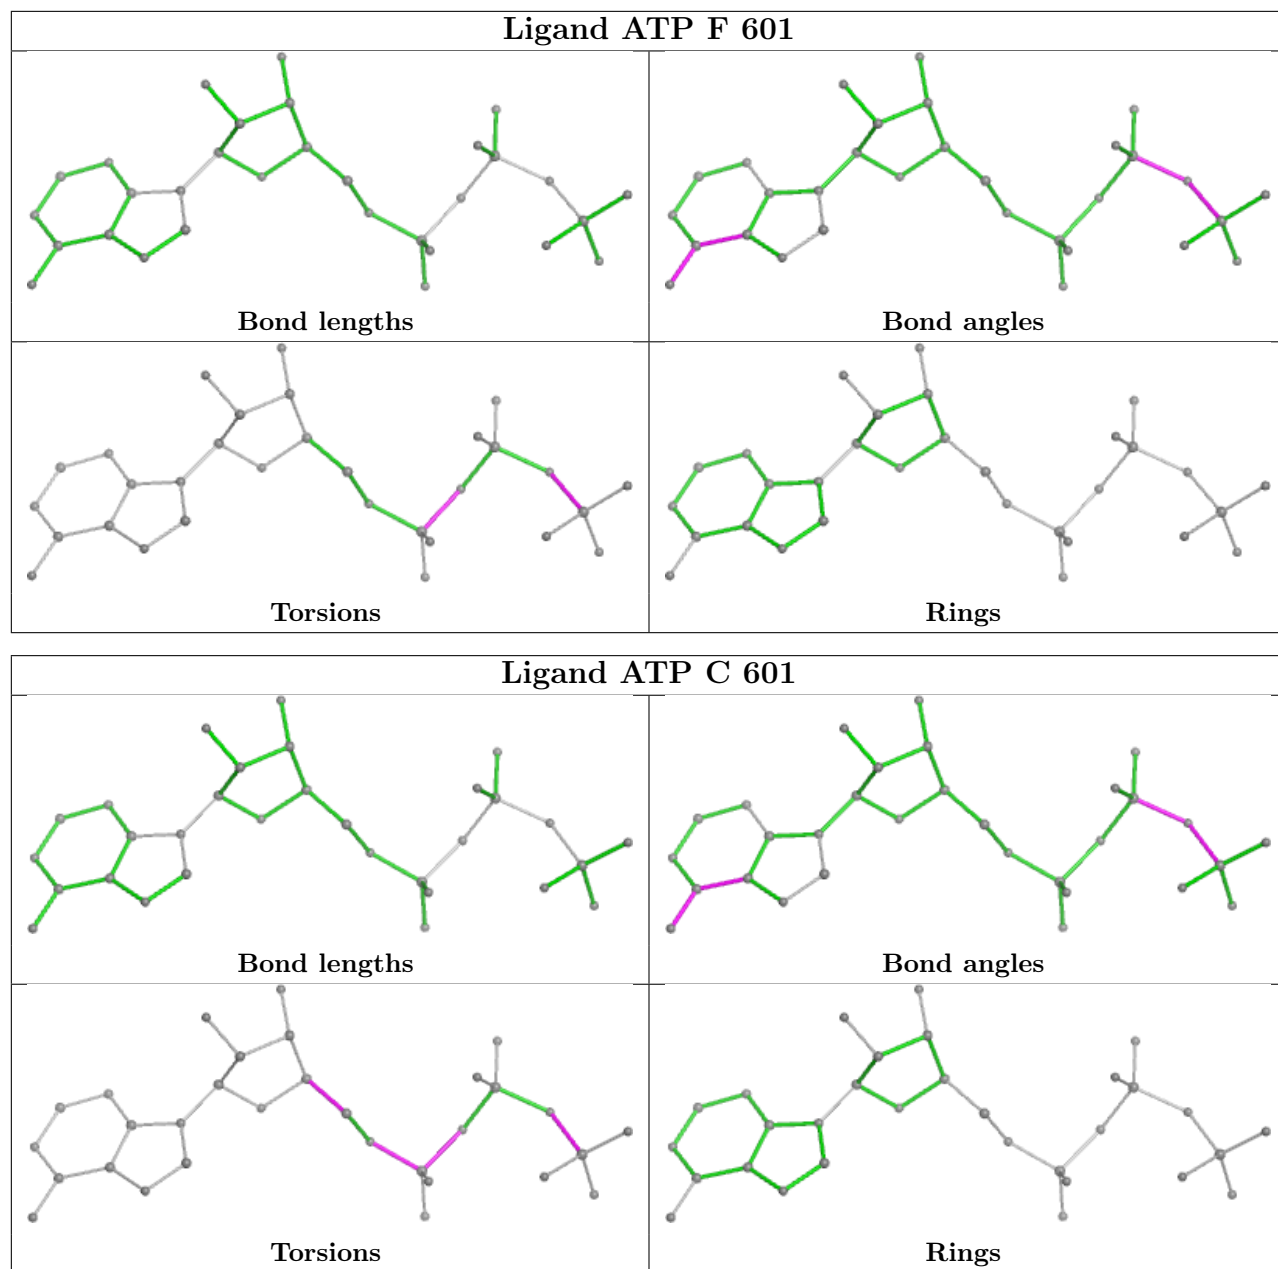 Ligand ATP F 601
Bond lengths
Bond angles
Torsions
Rings
Ligand ATP C 601
Bond lengths
Bond angles
Torsions
Rings